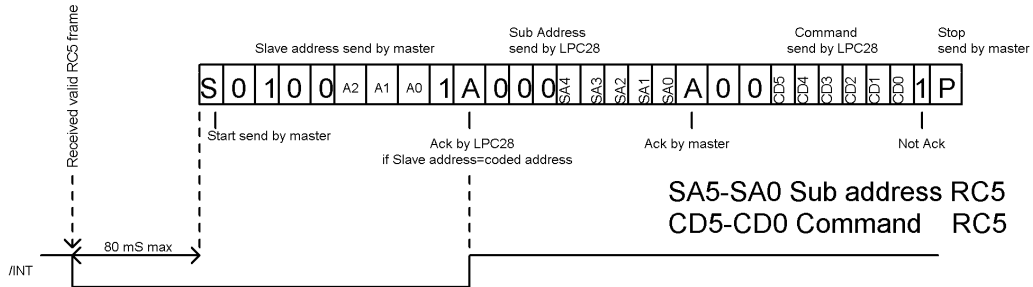 Received valid RC5 frame
Slave address send by master
Sub Address
send by LPC28
Command
send by LPC28
Stop
send by master
S 0 1 0 0 A2 A1 A0 1 A 0 0 0 SA4 SA3 SA2 SA1 SA0 A 0 0 CD5 CD4 CD3 CD2 CD1 CD0 1 P
Start send by master
Ack by LPC28
if Slave address=coded address
Ack by master
Not Ack
SA5-SA0 Sub address RC5
CD5-CD0 Command RC5
80 mS max
/INT